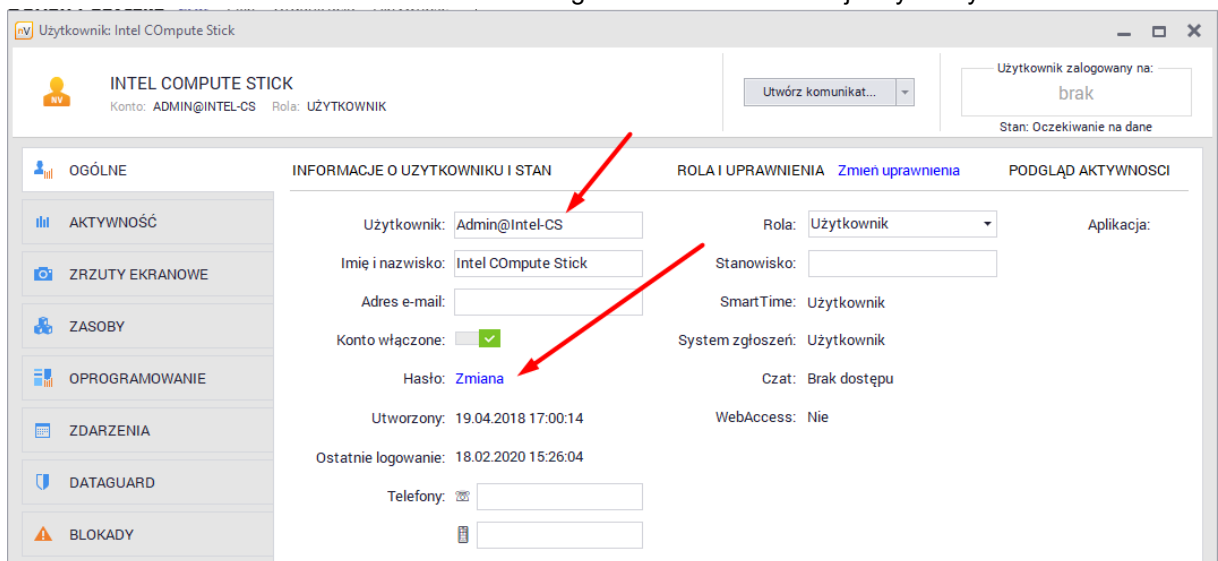 Użytkownik: Intel COmpute Stick
INTEL COMPUTE STICK
Konto: ADMIN@INTEL-CS Rola: UŻYTKOWNIK
Utwórz komunikat...
Użytkownik zalogowany na:
brak
Stan: Oczekiwanie na dane
NV
OGÓLNE
AKTYWNOŚĆ
ZRZUTY EKRANOWE
ZASOBY
OPROGRAMOWANIE
ZDARZENIA
DATAGUARD
BLOKADY
INFORMACJE O UZYTKOWNIKU I STAN
Użytkownik: Admin@Intel-CS
Imię i nazwisko: Intel COmpute Stick
Adres e-mail:
Konto włączone:
Hasło: Zmiana
Utworzony: 19.04.2018 17:00:14
Ostatnie logowanie: 18.02.2020 15:26:04
Telefony:
ROLA I UPRAWNIENIA Zmień uprawnienia
Rola: Użytkownik
Stanowisko:
SmartTime: Użytkownik
System zgłoszeń: Użytkownik
Czat: Brak dostępu
WebAccess: Nie
PODGLĄD AKTYWNOSCI
Aplikacja: